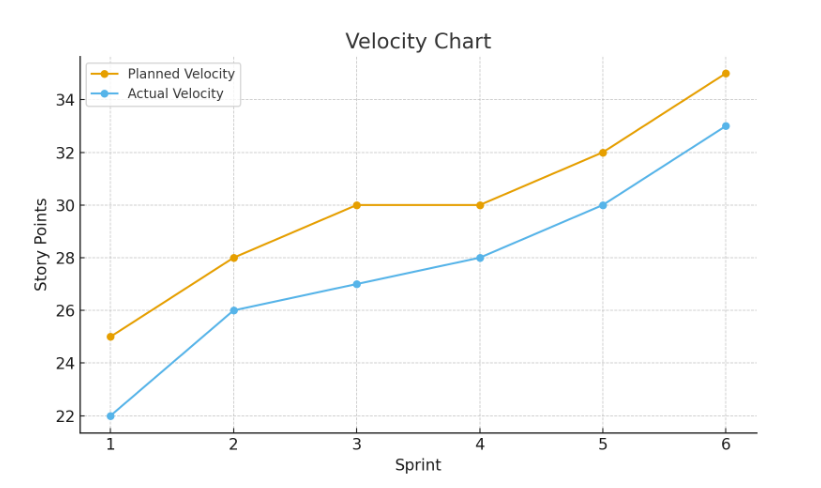 Velocity Chart
Planned Velocity
Actual Velocity
Story Points
34
32
30
28
26
24
22
1 2 3 4 5 6
Sprint